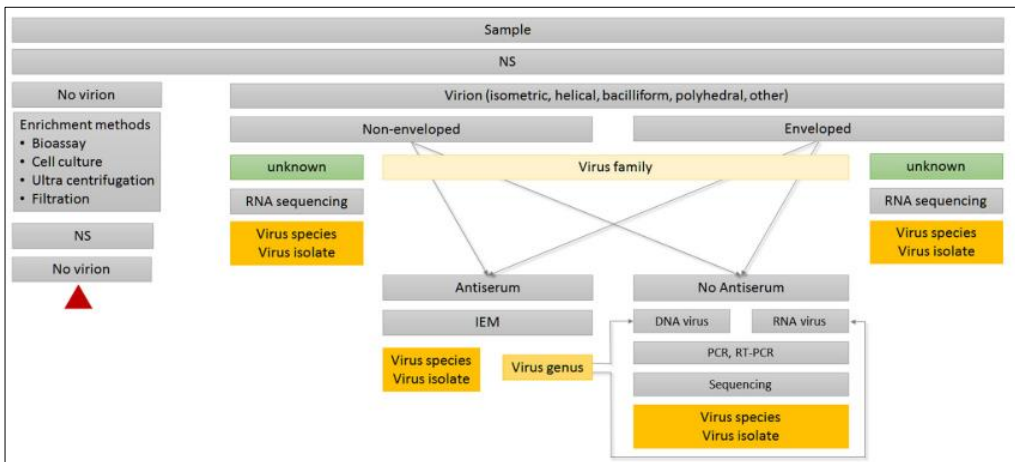 Sample
NS
No virion
Enrichment methods
• Bioassay
• Cell culture
• Ultra centrifugation
• Filtration
NS
No virion
Virion (isometric, helical, bacilliform, polyhedral, other)
Non-enveloped
Enveloped
unknown
Virus family
unknown
RNA sequencing
RNA sequencing
Virus species
Virus isolate
Virus species
Virus isolate
Antiserum
No Antiserum
IEM
DNA virus
RNA virus
Virus species
Virus isolate
Virus genus
PCR, RT-PCR
Sequencing
Virus species
Virus isolate